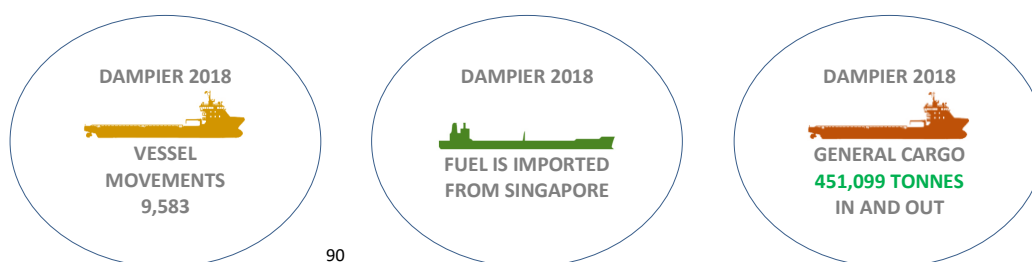 DAMPIER 2018
VESSEL
MOVEMENTS
9,583
DAMPIER 2018
FUEL IS IMPORTED
FROM SINGAPORE
DAMPIER 2018
GENERAL CARGO
451,099 TONNES
IN AND OUT
90